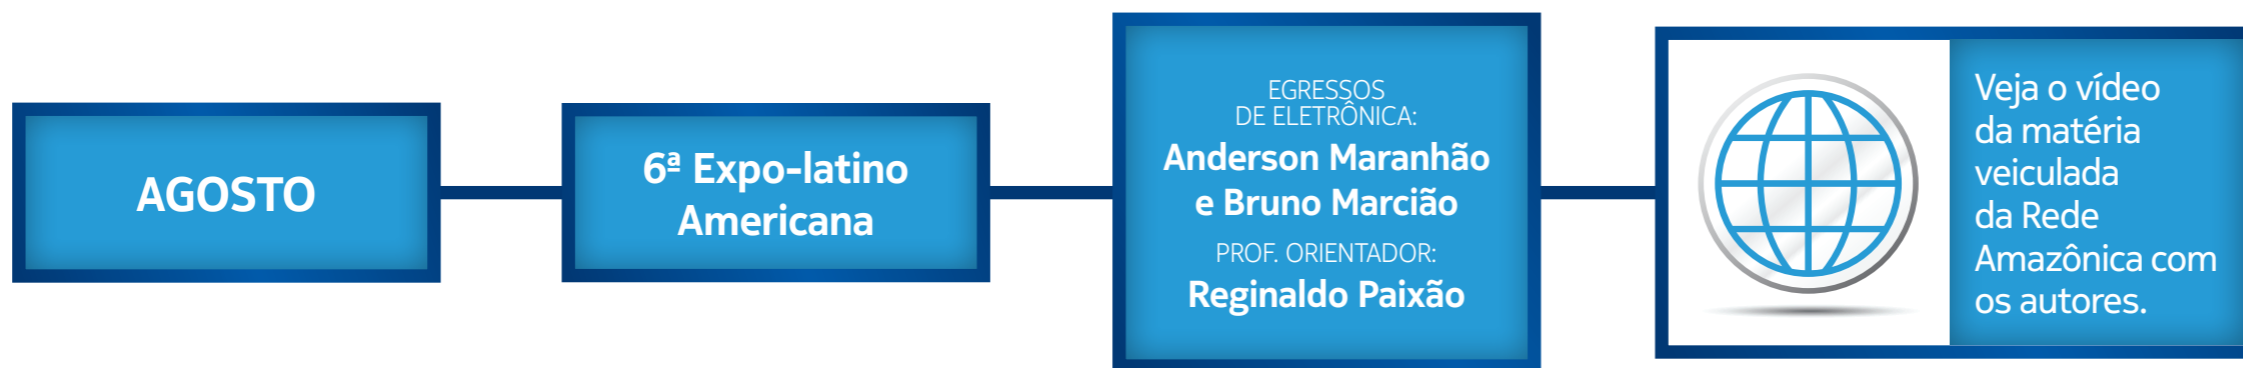 AGOSTO
6ª Expo-latino
Americana
EGRESSOS
DE ELETRÔNICA:
Anderson Maranhão
e Bruno Marcião
PROF. ORIENTADOR:
Reginaldo Paixão
Veja o vídeo
da matéria
veiculada
da Rede
Amazônica com
os autores.